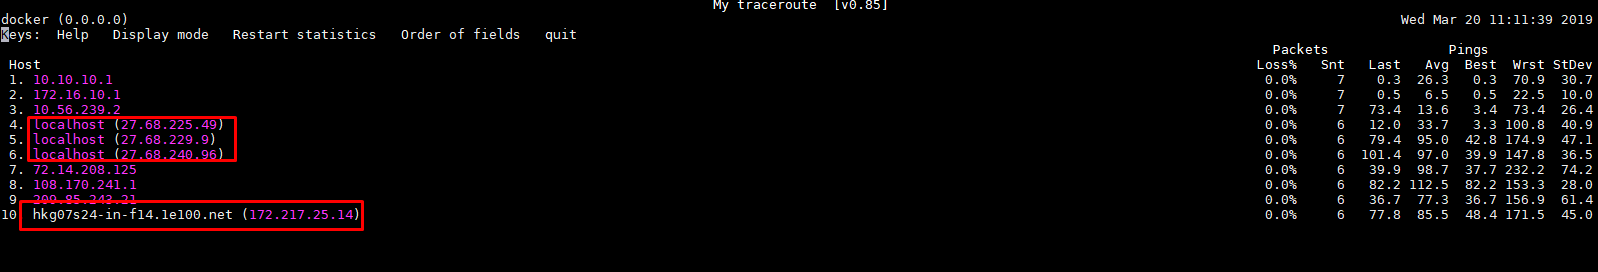 My traceroute [v0.85]
docker (0.0.0.0) Wed Mar 20 11:11:39 2019
Keys: Help Display mode Restart statistics Order of fields quit
Packets Pings
Host Loss% Snt Last Avg Best Wrst StDev
1. 10.10.10.1 0.0% 7 0.3 26.3 0.3 70.9 30.7
2. 172.16.10.1 0.0% 7 0.5 6.5 0.5 22.5 10.0
3. 10.56.239.2 0.0% 7 73.4 13.6 3.4 73.4 26.4
4. localhost (27.68.225.49) 0.0% 6 12.0 33.7 3.3 100.8 40.9
5. localhost (27.68.229.9) 0.0% 6 79.4 95.0 42.8 174.9 47.1
6. localhost (27.68.240.96) 0.0% 6 101.4 97.0 39.9 147.8 36.5
7. 72.14.208.125 0.0% 6 39.9 98.7 37.7 232.2 74.2
8. 108.170.241.1 0.0% 6 82.2 112.5 82.2 153.3 28.0
9. 209.85.243.21 0.0% 6 36.7 77.3 36.7 156.9 61.4
10 hkg07s24-in-f14.1e100.net (172.217.25.14) 0.0% 6 77.8 85.5 48.4 171.5 45.0